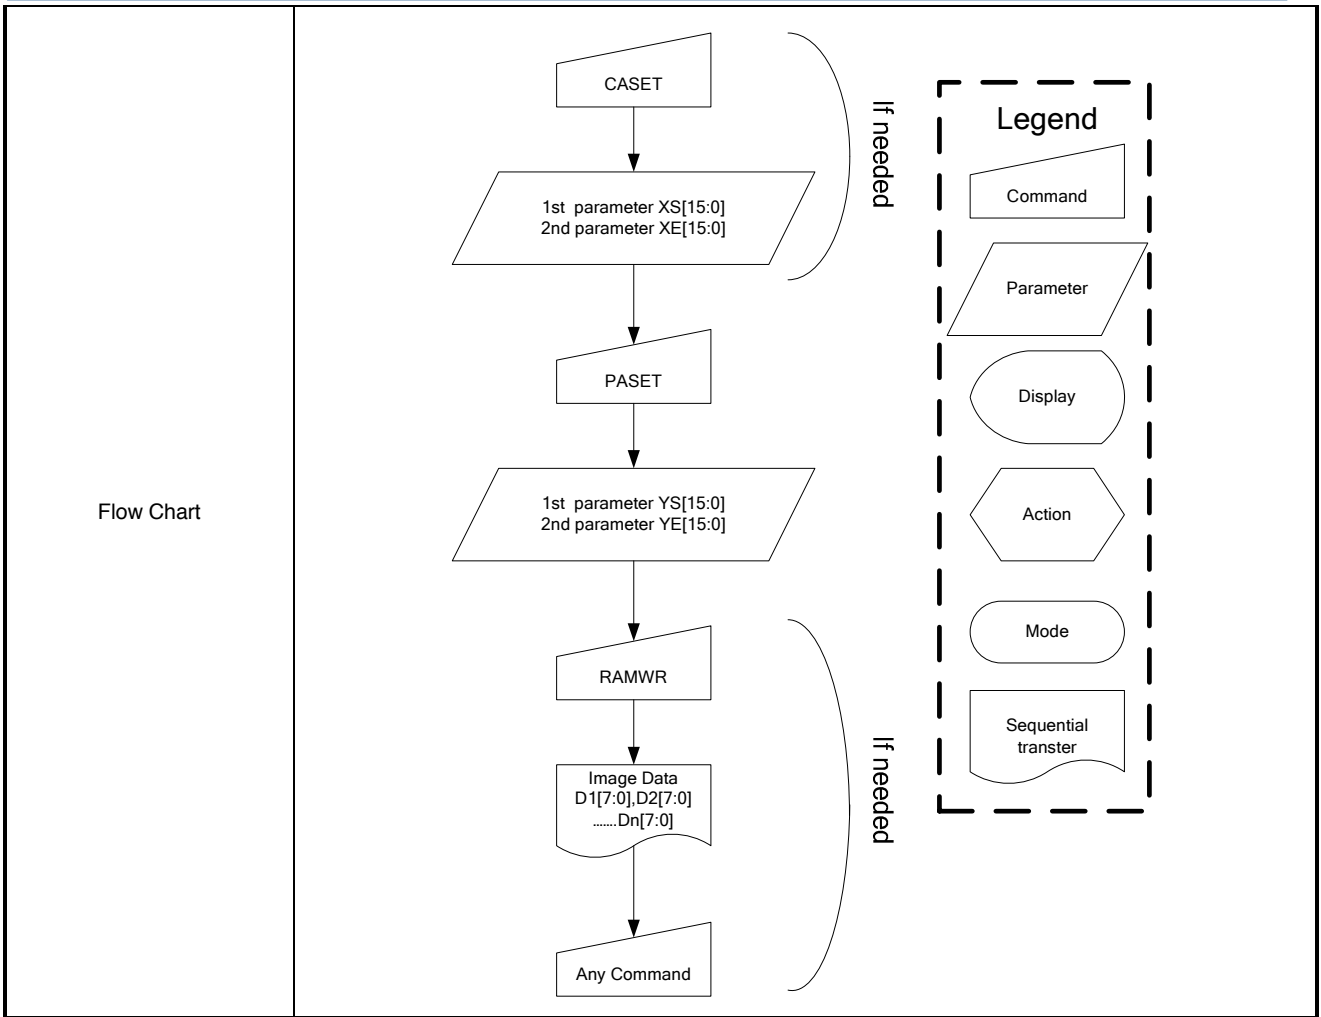 Flow Chart
CASET
1st parameter XS[15:0]
2nd parameter XE[15:0]
If needed
PASET
1st parameter YS[15:0]
2nd parameter YE[15:0]
RAMWR
Image Data
D1[7:0],D2[7:0]
.......Dn[7:0]
Any Command
If needed
Legend
Command
Parameter
Display
Action
Mode
Sequential
transter